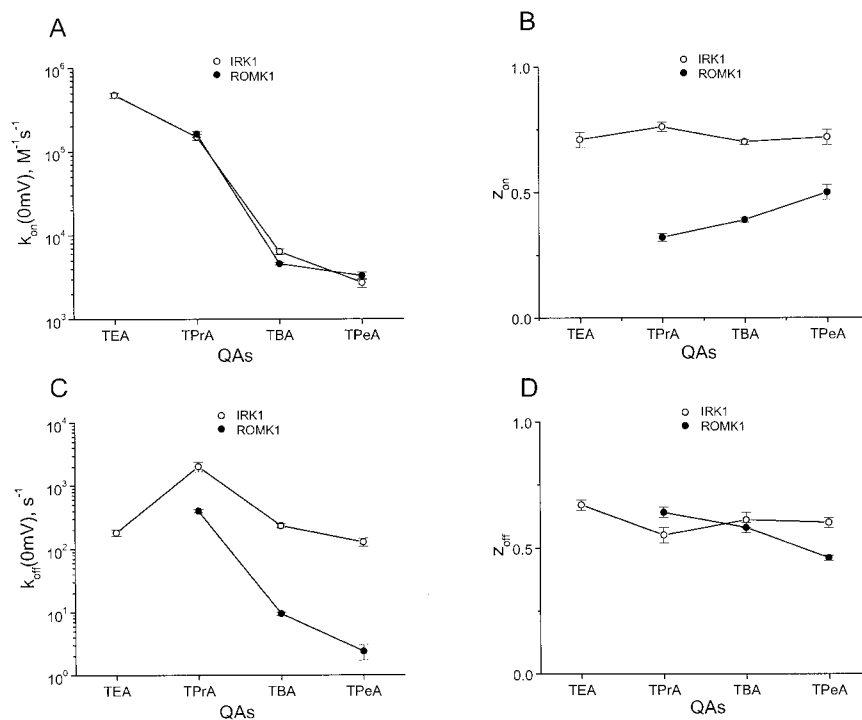 A
IRK1
ROMK1
10^6
10^5
10^4
10^3
k_on(0mV), M^-1s^-1
TEA TPrA TBA TPeA
QAs
B
IRK1
ROMK1
1.0
0.5
0.0
z_on
TEA TPrA TBA TPeA
QAs
C
IRK1
ROMK1
10^4
10^3
10^2
10^1
10^0
k_off(0mV), s^-1
TEA TPrA TBA TPeA
QAs
D
IRK1
ROMK1
1.0
0.5
0.0
z_off
TEA TPrA TBA TPeA
QAs